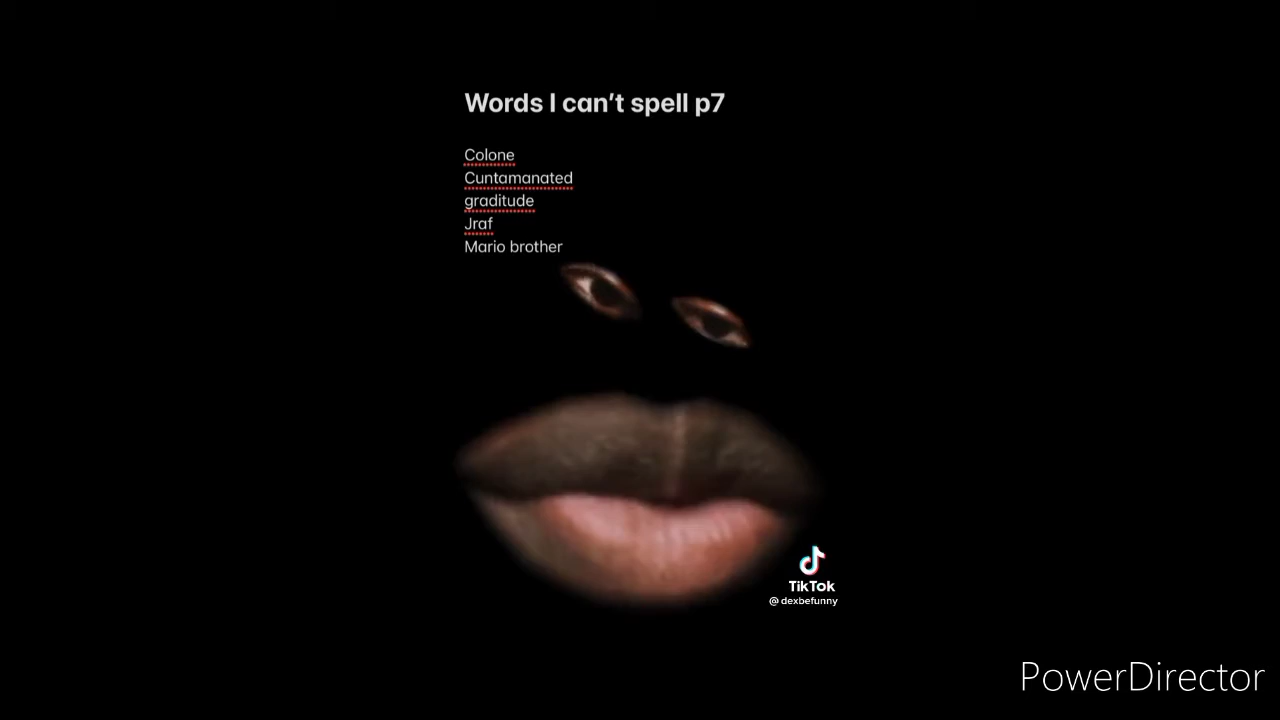 Words I can't spell p7
Colone
Cuntamanated
graditude
Jraf
Mario brother
TikTok
@dexbefunny
PowerDirector